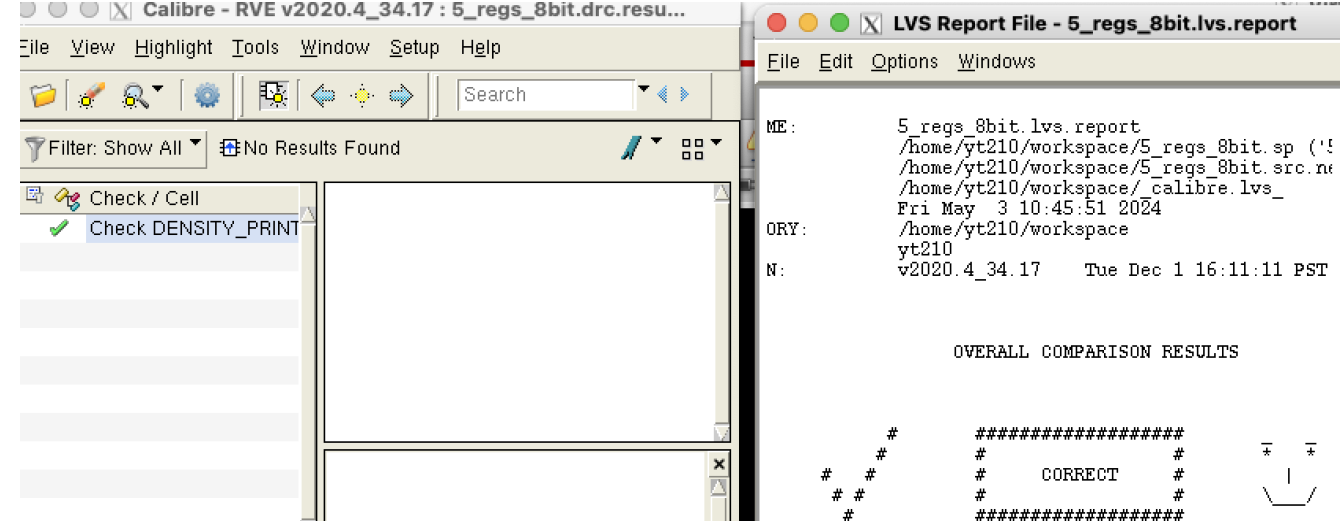 Calibre - RVE v2020.4_34.17 : 5_regs_8bit.drc.resu...
File View Highlight Tools Window Setup Help
Search
Filter: Show All No Results Found
Check / Cell
Check DENSITY_PRINT
LVS Report File - 5_regs_8bit.lvs.report
File Edit Options Windows
ME: 5_regs_8bit.lvs.report
/home/yt210/workspace/5_regs_8bit.sp ('5
/home/yt210/workspace/5_regs_8bit.src.ne
/home/yt210/workspace/_calibre.lvs_
Fri May 3 10:45:51 2024
ORY: /home/yt210/workspace
yt210
N: v2020.4_34.17 Tue Dec 1 16:11:11 PST
OVERALL COMPARISON RESULTS
# ################### _ _
# # # * *
# # # CORRECT # |
# # # # \___/
# ###################